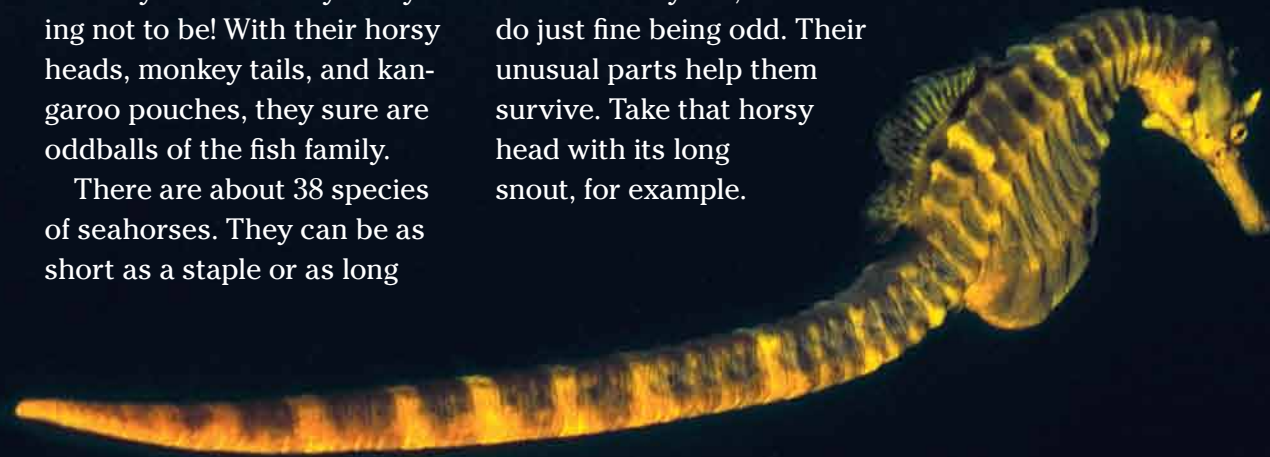 ing not to be! With their horsy
heads, monkey tails, and kan-
garoo pouches, they sure are
oddballs of the fish family.
There are about 38 species
of seahorses. They can be as
short as a staple or as long
do just fine being odd. Their
unusual parts help them
survive. Take that horsy
head with its long
snout, for example.